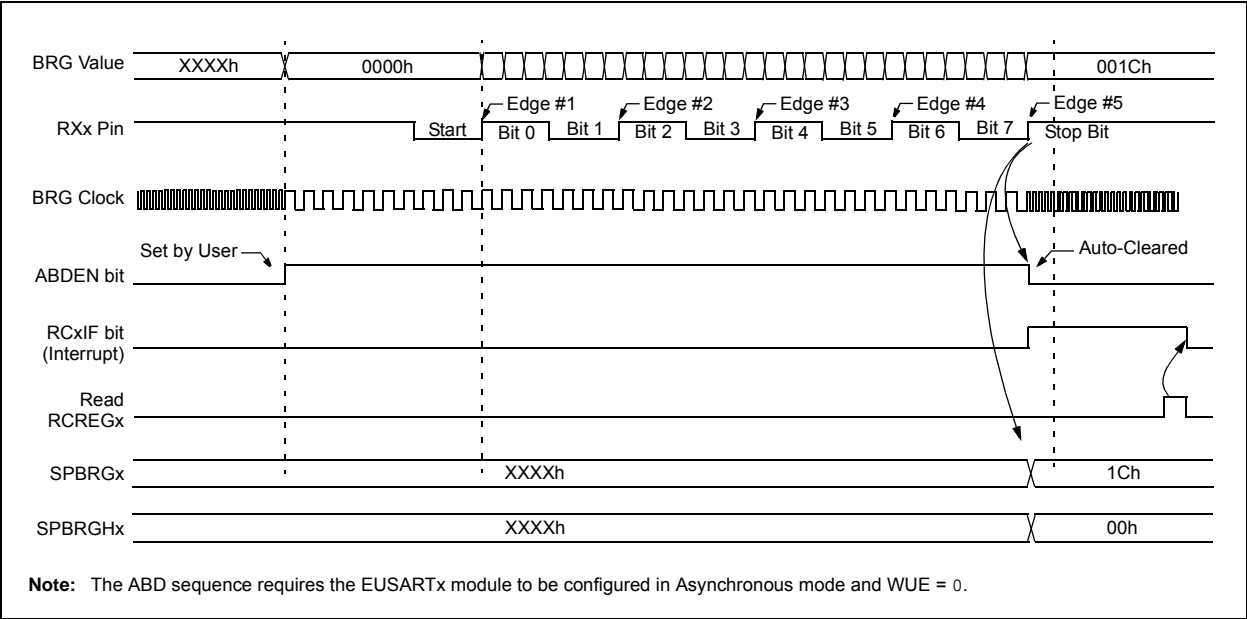 BRG Value XXXXh 0000h 001Ch
Edge #1 Edge #2 Edge #3 Edge #4 Edge #5
RXx Pin Start Bit 0 Bit 1 Bit 2 Bit 3 Bit 4 Bit 5 Bit 6 Bit 7 Stop Bit
BRG Clock
Set by User Auto-Cleared
ABDEN bit
RCxIF bit
(Interrupt)
Read
RCREGx
SPBRGx XXXXh 1Ch
SPBRGHx XXXXh 00h
Note: The ABD sequence requires the EUSARTx module to be configured in Asynchronous mode and WUE = 0.